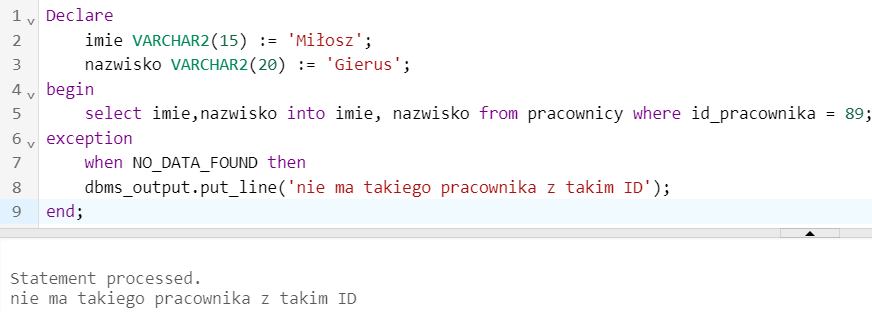 1 Declare
2 imie VARCHAR2(15) := 'Miłosz';
3 nazwisko VARCHAR2(20) := 'Gierus';
4 begin
5 select imie,nazwisko into imie, nazwisko from pracownicy where id_pracownika = 89;
6 exception
7 when NO_DATA_FOUND then
8 dbms_output.put_line('nie ma takiego pracownika z takim ID');
9 end;
Statement processed.
nie ma takiego pracownika z takim ID